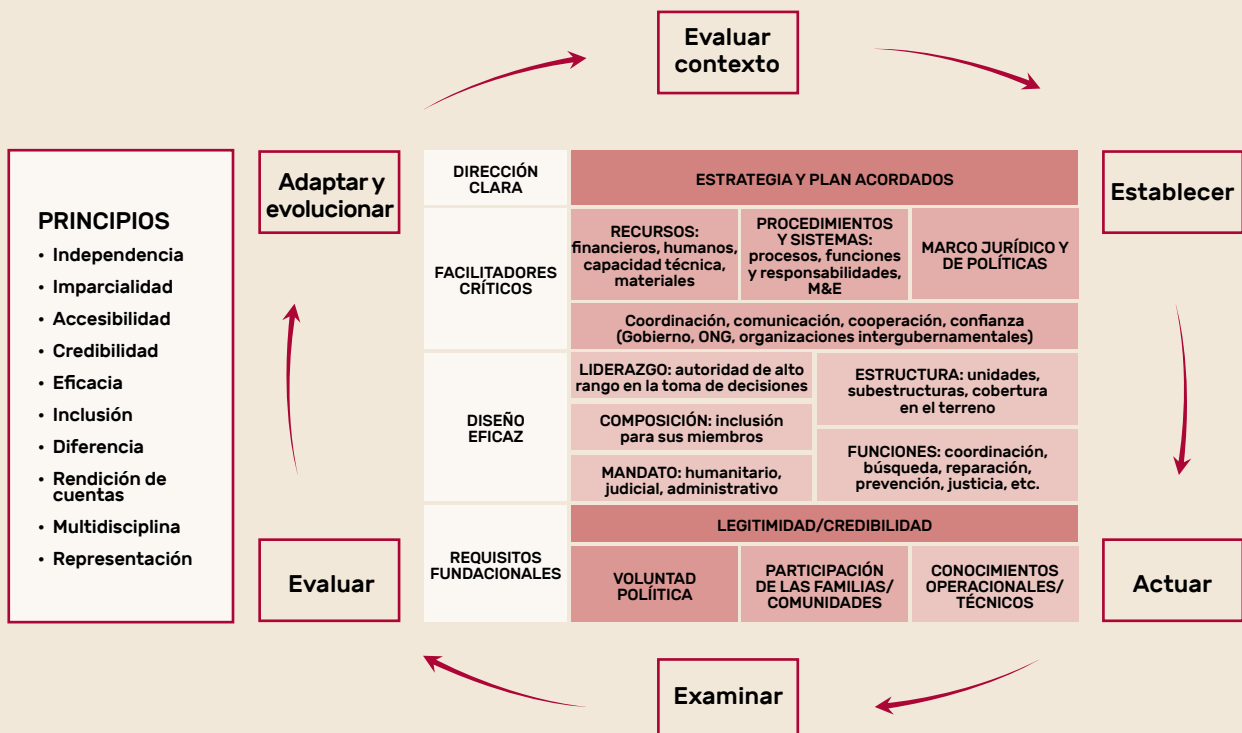 Evaluar
contexto
PRINCIPIOS
• Independencia
• Imparcialidad
• Accesibilidad
• Credibilidad
• Eficacia
• Inclusión
• Diferencia
• Rendición de
cuentas
• Multidisciplina
• Representación
Adaptar y
evolucionar
Evaluar
DIRECCIÓN
CLARA
ESTRATEGIA Y PLAN ACORDADOS
FACILITADORES
CRÍTICOS
RECURSOS:
financieros, humanos,
capacidad técnica,
materiales
PROCEDIMIENTOS
Y SISTEMAS:
procesos, funciones
y responsabilidades,
M&E
MARCO JURÍDICO Y
DE POLÍTICAS
Coordinación, comunicación, cooperación, confianza
(Gobierno, ONG, organizaciones intergubernamentales)
DISEÑO
EFICAZ
LIDERAZGO: autoridad de alto
rango en la toma de decisiones
COMPOSICIÓN: inclusión
para sus miembros
MANDATO: humanitario,
judicial, administrativo
ESTRUCTURA: unidades,
subestructuras, cobertura
en el terreno
FUNCIONES: coordinación,
búsqueda, reparación,
prevención, justicia, etc.
REQUISITOS
FUNDACIONALES
LEGITIMIDAD/CREDIBILIDAD
VOLUNTAD
POLÍITICA
PARTICIPACIÓN
DE LAS FAMILIAS/
COMUNIDADES
CONOCIMIENTOS
OPERACIONALES/
TÉCNICOS
Establecer
Actuar
Examinar